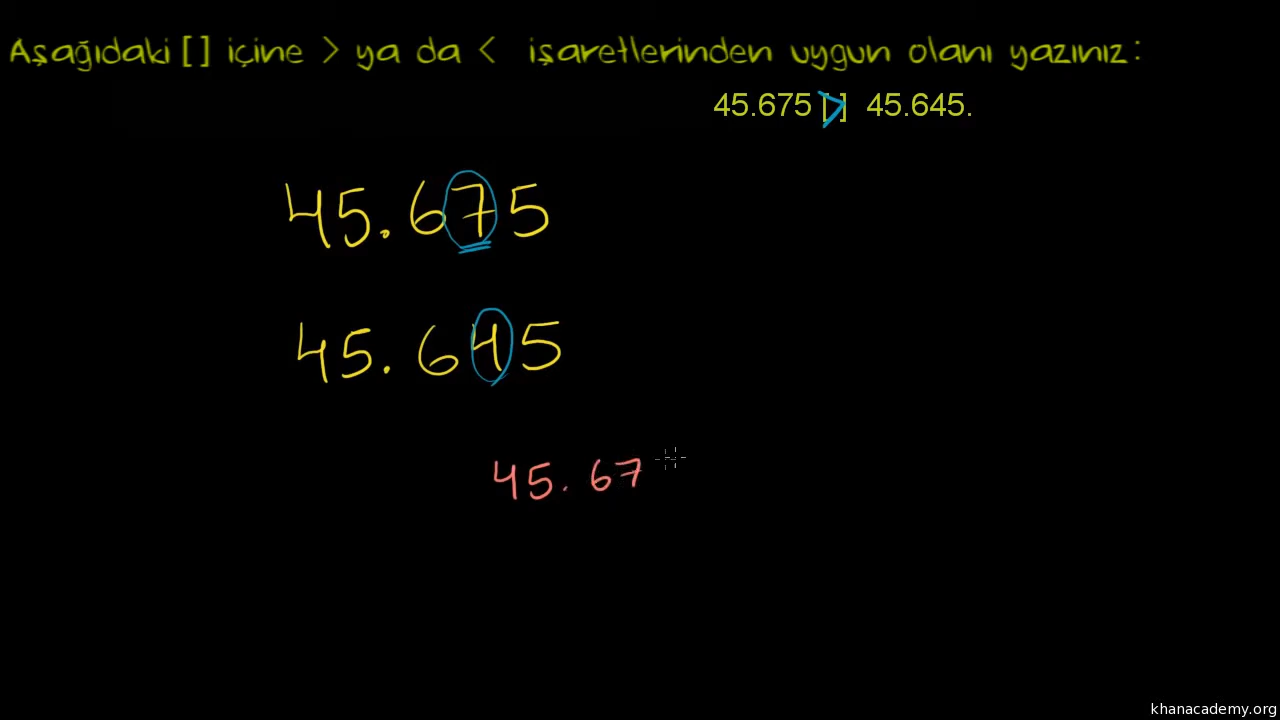 Aşağıdaki [ ] içine > ya da < işaretlerinden uygun olanı yazınız:
45.675 [>] 45.645.
45.675
45.645
45.67
khanacademy.org